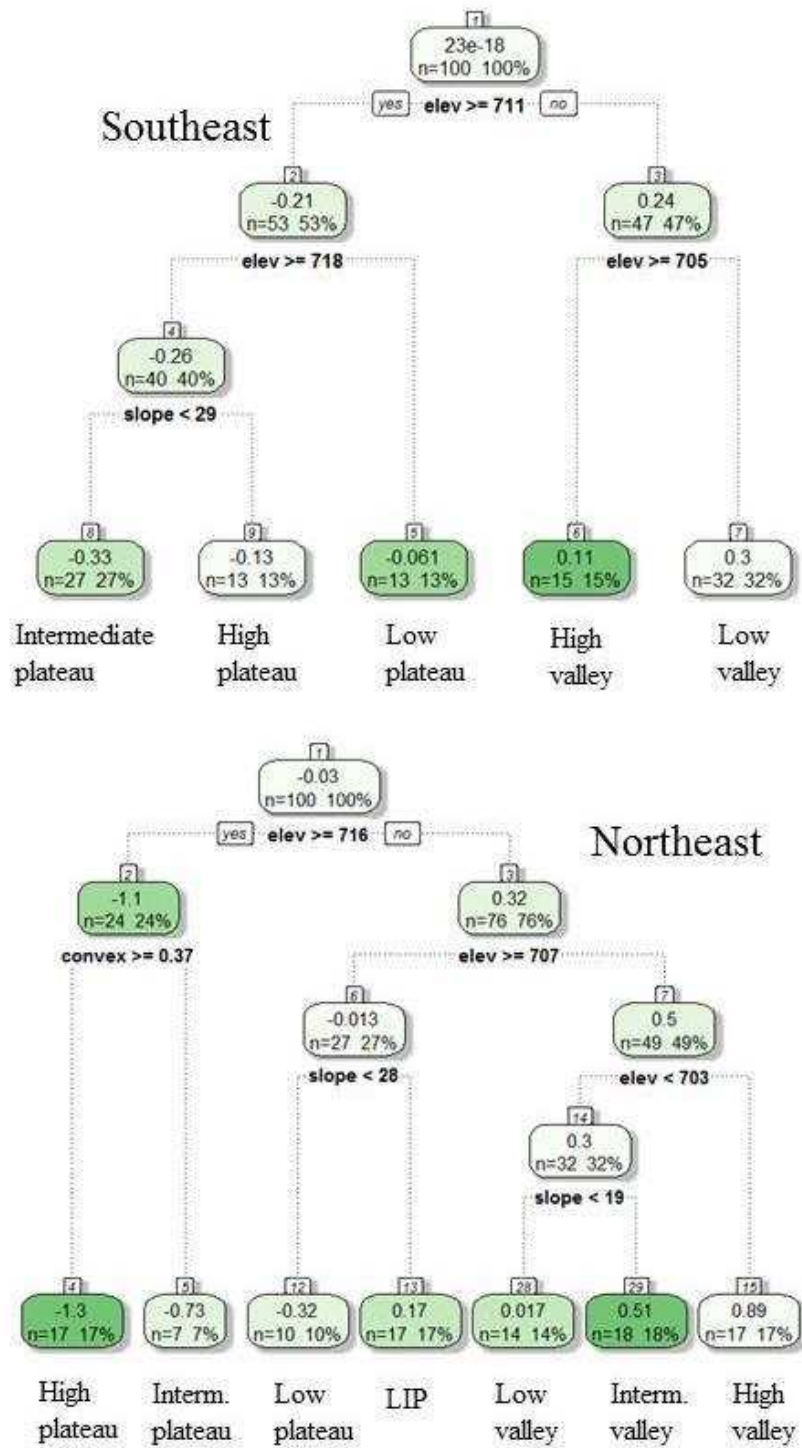 1
23e-18
n=100 100%
yes elev >= 711 no
Southeast
2
3
-0.21
0.24
n=53 53%
n=47 47%
elev >= 718
elev >= 705
4
-0.26
n=40 40%
slope < 29
8
9
5
6
7
-0.33
-0.13
-0.061
0.11
0.3
n=27 27%
n=13 13%
n=13 13%
n=15 15%
n=32 32%
Intermediate
plateau
High
plateau
Low
plateau
High
valley
Low
valley
1
-0.03
n=100 100%
yes elev >= 716 no
Northeast
2
3
-1.1
0.32
n=24 24%
n=76 76%
convex >= 0.37
elev >= 707
6
7
-0.013
0.5
n=27 27%
n=49 49%
slope < 28
elev < 703
14
0.3
n=32 32%
slope < 19
4
5
12
13
28
29
15
-1.3
-0.73
-0.32
0.17
0.017
0.51
0.89
n=17 17%
n=7 7%
n=10 10%
n=17 17%
n=14 14%
n=18 18%
n=17 17%
High
plateau
Interm.
plateau
Low
plateau
LIP
Low
valley
Interm.
valley
High
valley